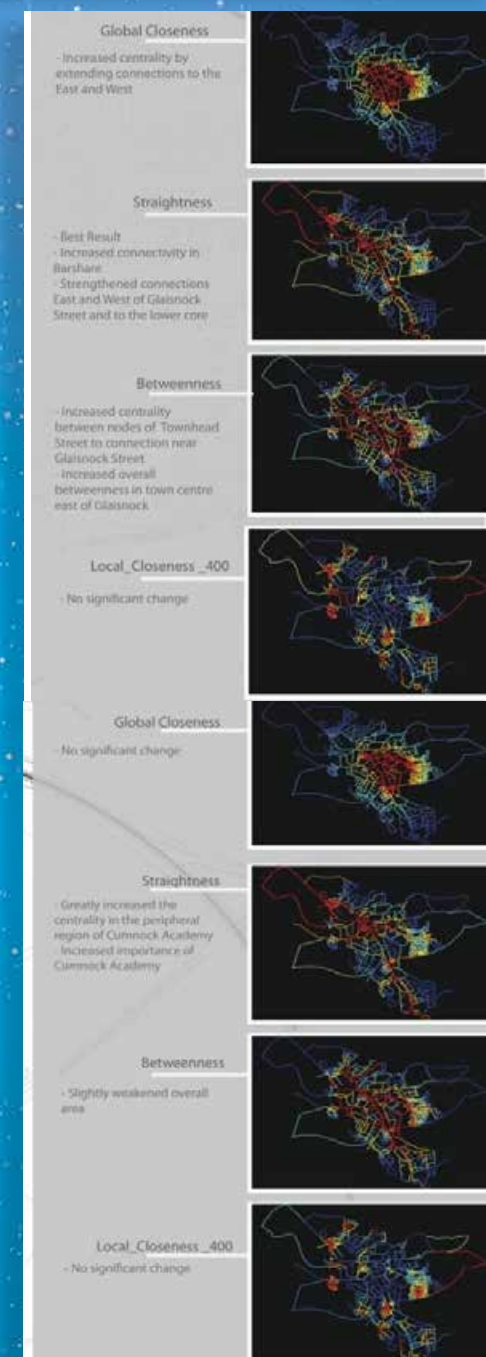 Global Closeness
- Increased centrality by
extending connections to the
East and West
Straightness
- Best Result
- Increased connectivity in
Barshare
- Strengthened connections
East and West of Glaisnock
Street and to the lower core
Betweenness
- Increased centrality
between nodes of Townhead
Street to connection near
Glaisnock Street
- Increased overall
betweenness in town centre
east of Glaisnock
Local_Closeness _400
- No significant change
Global Closeness
- No significant change
Straightness
- Greatly increased the
centrality in the peripheral
region of Cumnock Academy
- Increased importance of
Cumnock Academy
Betweenness
- Slightly weakened overall
area
Local_Closeness _400
- No significant change